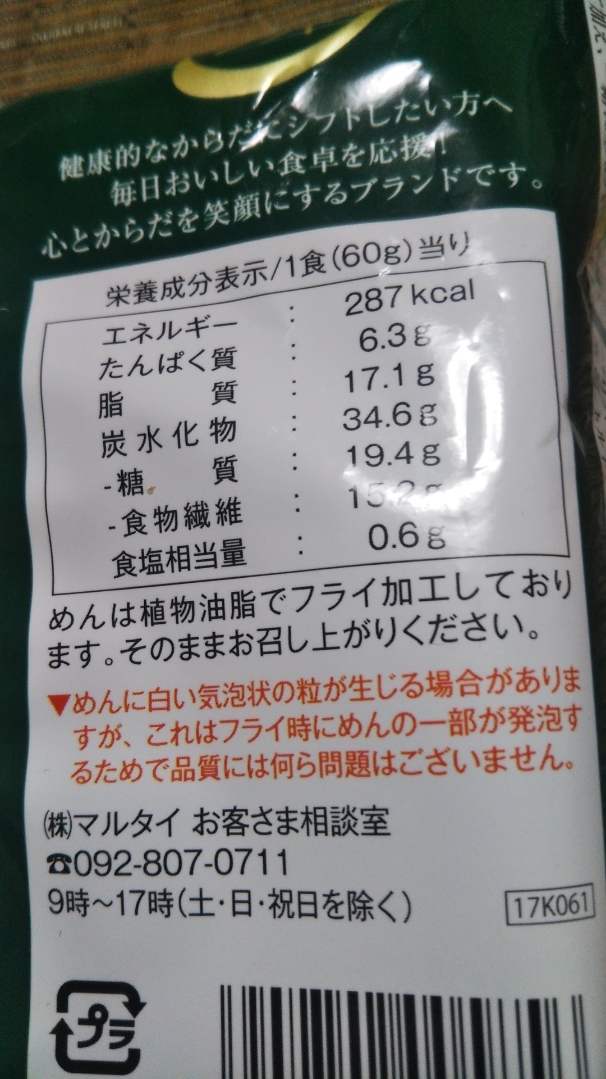 健康的なからだにシフトしたい方へ
毎日おいしい食卓を応援!
心とからだを笑顔にするブランドです。
栄養成分表示/1食(60g)当り
エネルギー : 287kcal
たんぱく質 : 6.3g
脂質 : 17.1g
炭水化物 : 34.6g
-糖質 : 19.4g
-食物繊維 : 15.2g
食塩相当量 : 0.6g
めんは植物油脂でフライ加工しており
ます。そのままお召し上がりください。
▼めんに白い気泡状の粒が生じる場合がありま
すが、これはフライ時にめんの一部が発泡す
るためで品質には何ら問題はございません。
㈱マルタイ お客さま相談室
☎092-807-0711
9時～17時(土・日・祝日を除く)
17K061
プラ